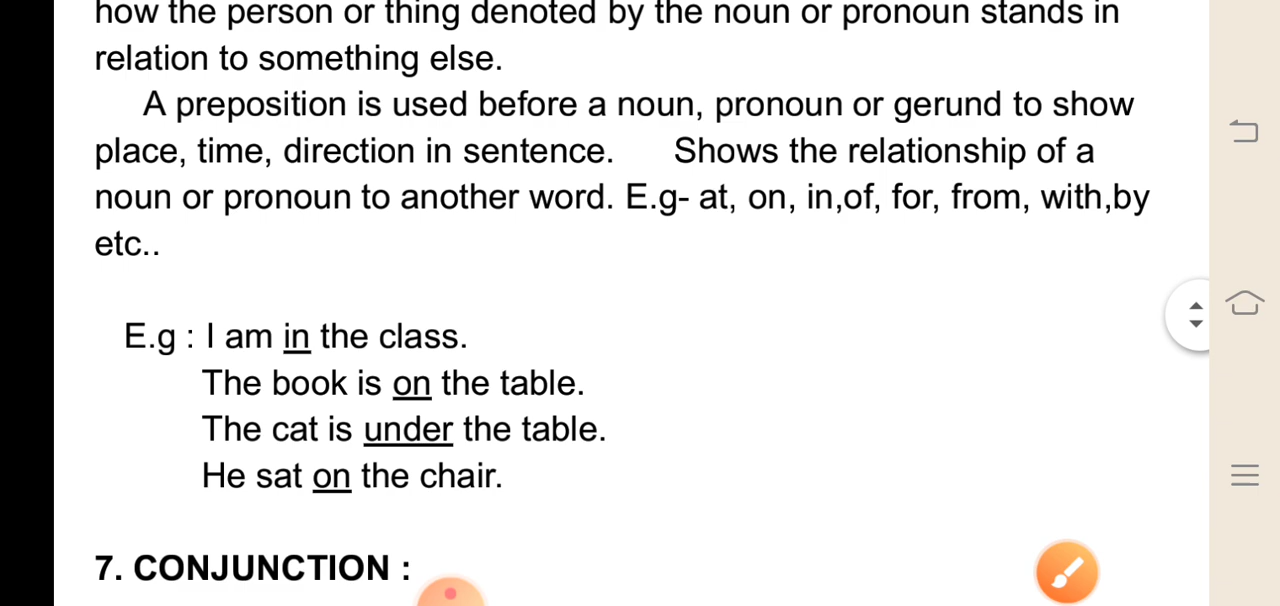 how the person or thing denoted by the noun or pronoun stands in
relation to something else.
A preposition is used before a noun, pronoun or gerund to show
place, time, direction in sentence. Shows the relationship of a
noun or pronoun to another word. E.g- at, on, in,of, for, from, with,by
etc..
E.g : I am in the class.
The book is on the table.
The cat is under the table.
He sat on the chair.
7. CONJUNCTION :